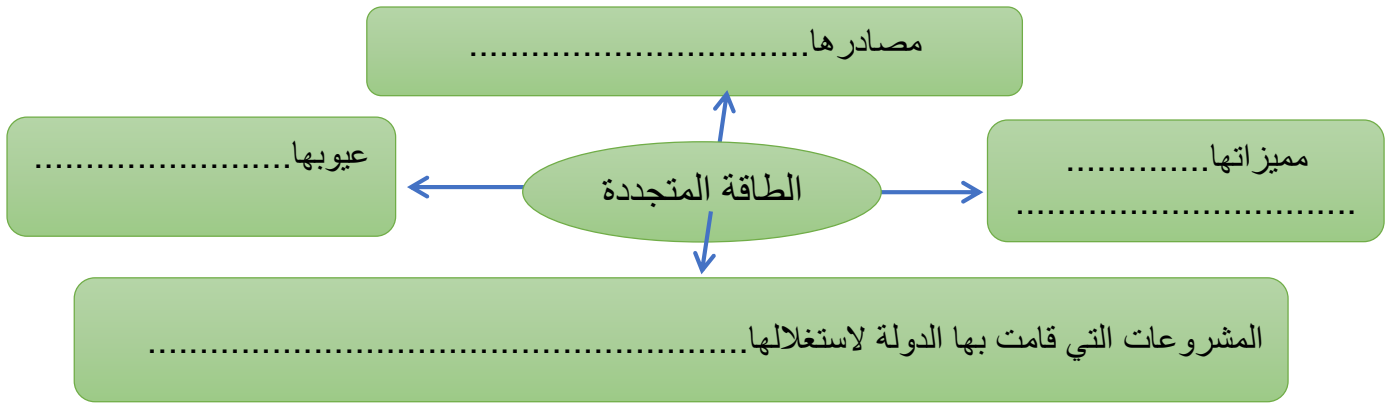 مصادرها.................................
مميزاتها..............
.................................
الطاقة المتجددة
عيوبها.........................
المشروعات التي قامت بها الدولة لاستغلالها..........................................................